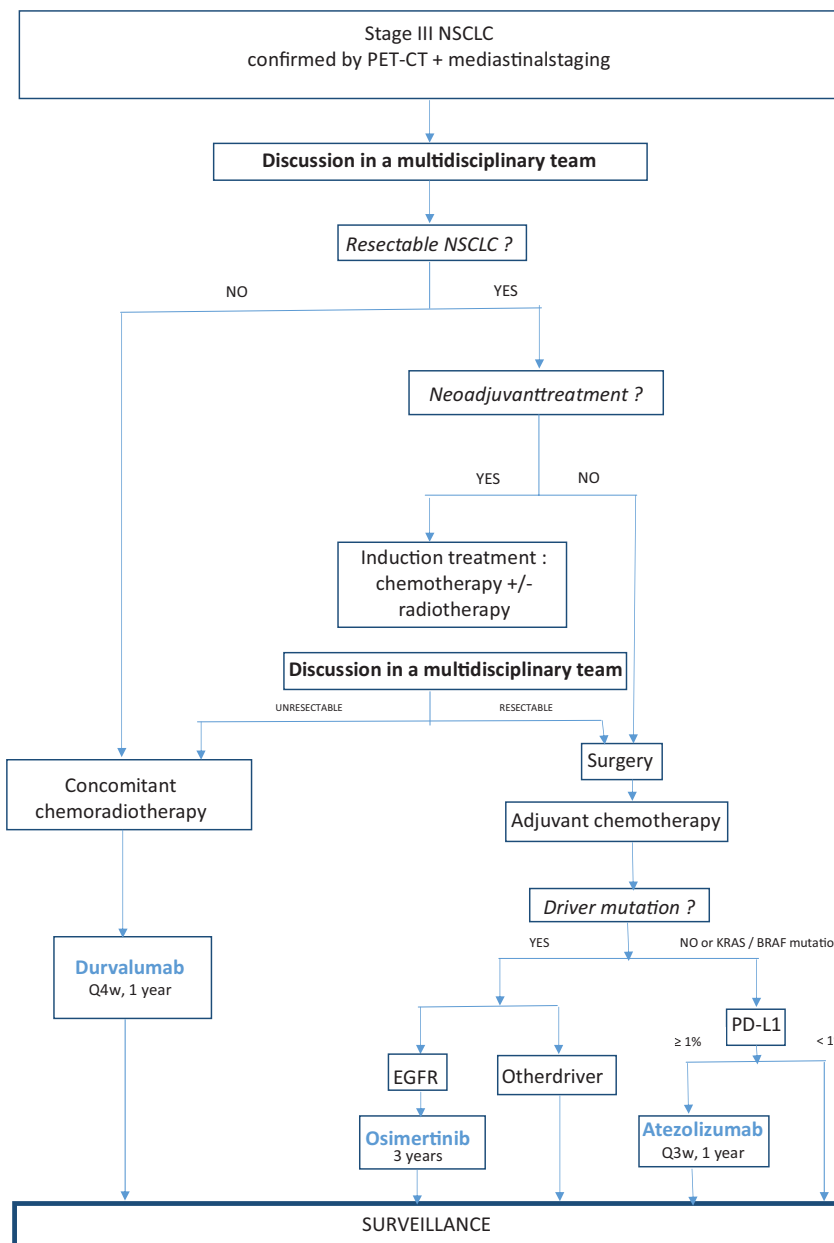 Stage III NSCLC
confirmed by PET-CT + mediastinalstaging
Discussion in a multidisciplinary team
Resectable NSCLC ?
NO
YES
Neoadjuvanttreatment ?
YES
NO
Induction treatment :
chemotherapy +/-
radiotherapy
Discussion in a multidisciplinary team
UNRESECTABLE
RESECTABLE
Surgery
Concomitant
chemoradiotherapy
Adjuvant chemotherapy
Driver mutation ?
YES
NO or KRAS / BRAF mutatio
Durvalumab
Q4w, 1 year
PD-L1
≥ 1%
< 1
EGFR
Otherdriver
Osimertinib
3 years
Atezolizumab
Q3w, 1 year
SURVEILLANCE